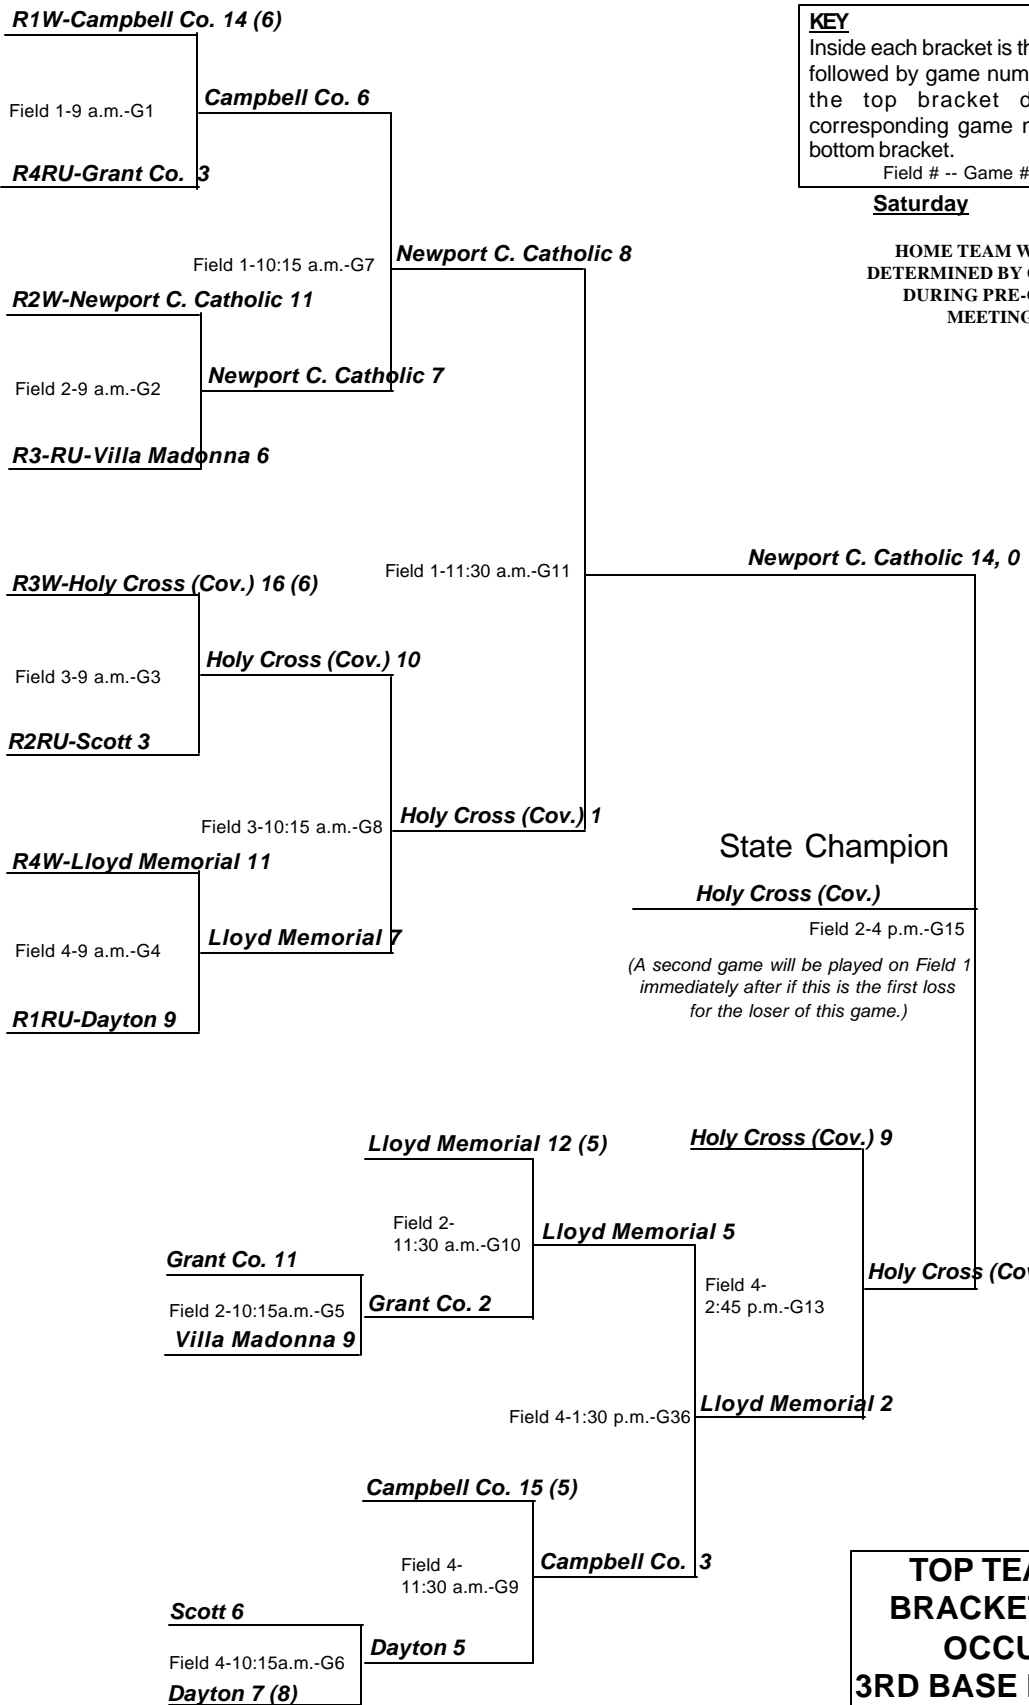 R1W-Campbell Co. 14 (6)
Field 1-9 a.m.-G1
Campbell Co. 6
R4RU-Grant Co. 3
Field 1-10:15 a.m.-G7
Newport C. Catholic 8
R2W-Newport C. Catholic 11
Field 2-9 a.m.-G2
Newport C. Catholic 7
R3-RU-Villa Madonna 6
KEY
Inside each bracket is
followed by game
the top bracket
corresponding game
bottom bracket.
Field # -- Game #
Saturday
HOME TEAM
DETERMINED BY
DURING
R3W-Holy Cross (Cov.) 16 (6)
Field 1-11:30 a.m.-G11
Newport C. Catholic 14, 0
Field 3-9 a.m.-G3
Holy Cross (Cov.) 10
R2RU-Scott 3
Field 3-10:15 a.m.-G8
Holy Cross (Cov.) 1
R4W-Lloyd Memorial 11
Field 4-9 a.m.-G4
Lloyd Memorial 7
R1RU-Dayton 9
State Champion
Holy Cross (Cov.)
Field 2-4 p.m.-G15
(A second game will be played on Field 1
immediately after if this is the first loss
for the loser of this game.)
Lloyd Memorial 12 (5)
Holy Cross (Cov.) 9
Field 2-
11:30 a.m.-G10
Lloyd Memorial 5
Grant Co. 11
Field 2-10:15a.m.-G5
Grant Co. 2
Villa Madonna 9
Field 4-
2:45 p.m.-G13
Holy Cross
Field 4-1:30 p.m.-G36
Lloyd Memorial 2
Campbell Co. 15 (5)
Field 4-
11:30 a.m.-G9
Campbell Co. 3
Scott 6
Field 4-10:15a.m.-G6
Dayton 5
Dayton 7 (8)
TOP
3RD BASE